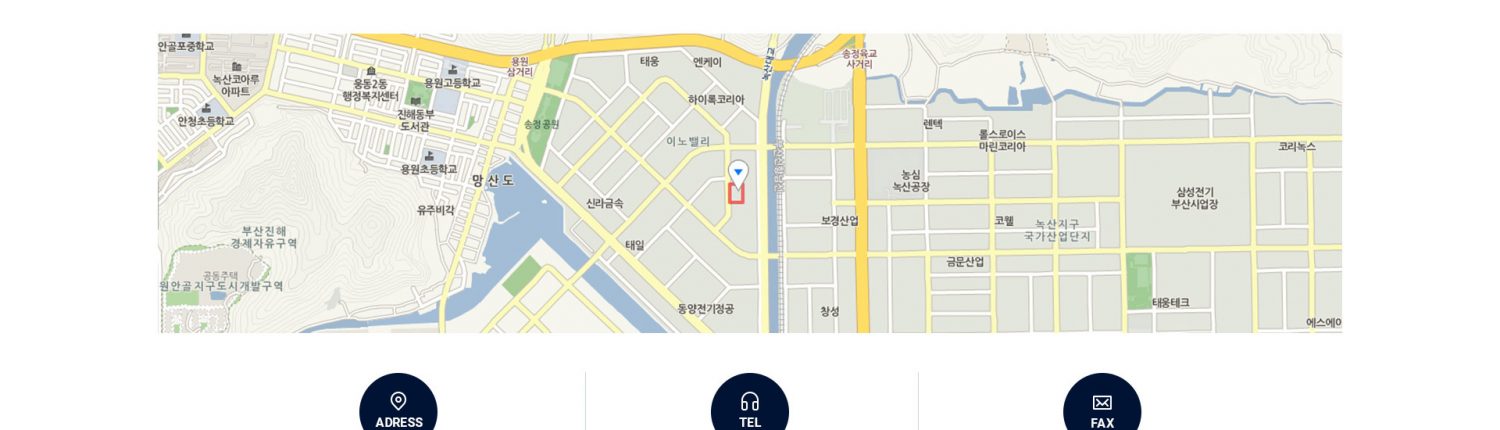 안골포중학교
녹산코아루
아파트
안청초등학교
웅동2동
행정복지센터
용원고등학교
진해동부
도서관
용원초등학교
용원
삼거리
송정공원
망산도
유주비각
부산진해
경제자유구역
공동주택
원안골지구도시개발구역
태웅
엔케이
하이록코리아
이노밸리
신라금속
태일
동양전기정공
녹산대교
송정육교
사거리
렌텍
롤스로이스
마린코리아
코리녹스
농심
녹산공장
삼성전기
부산사업장
보경산업
코웰
녹산지구
국가산업단지
금문산업
창성
태웅테크
에스에이
ADRESS
TEL
FAX